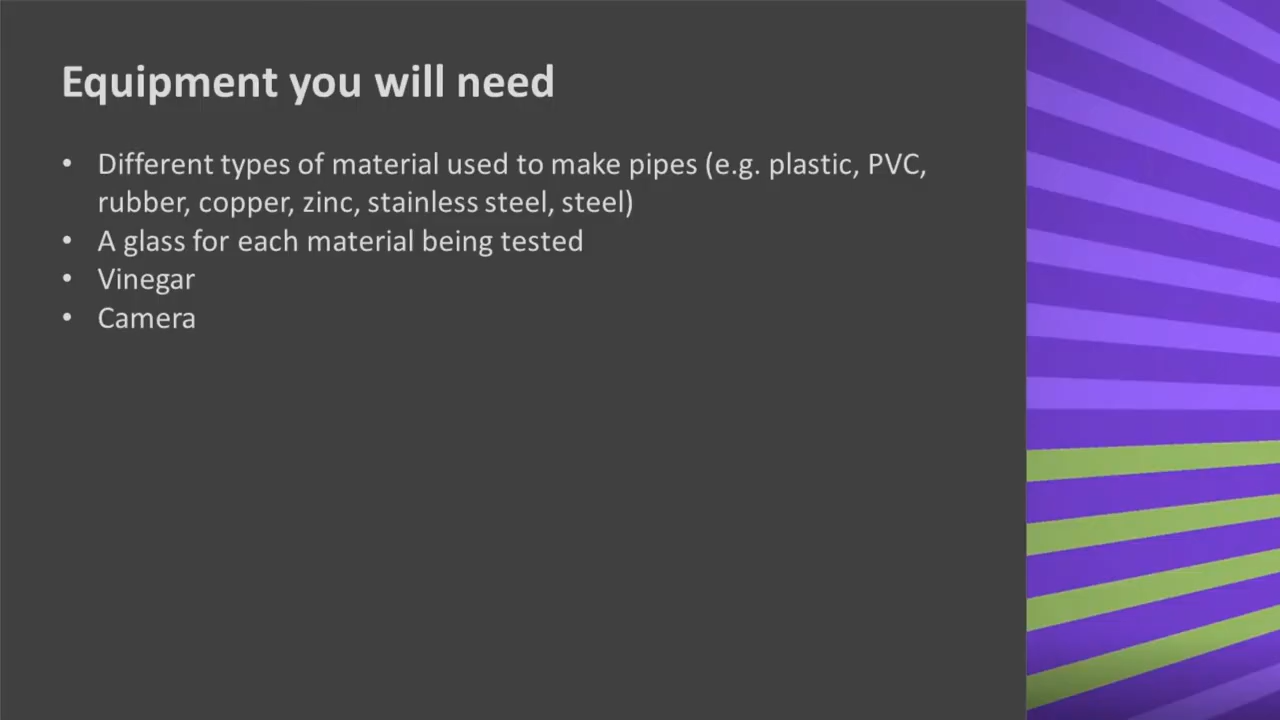 Equipment you will need
• Different types of material used to make pipes (e.g. plastic, PVC,
rubber, copper, zinc, stainless steel, steel)
• A glass for each material being tested
• Vinegar
• Camera